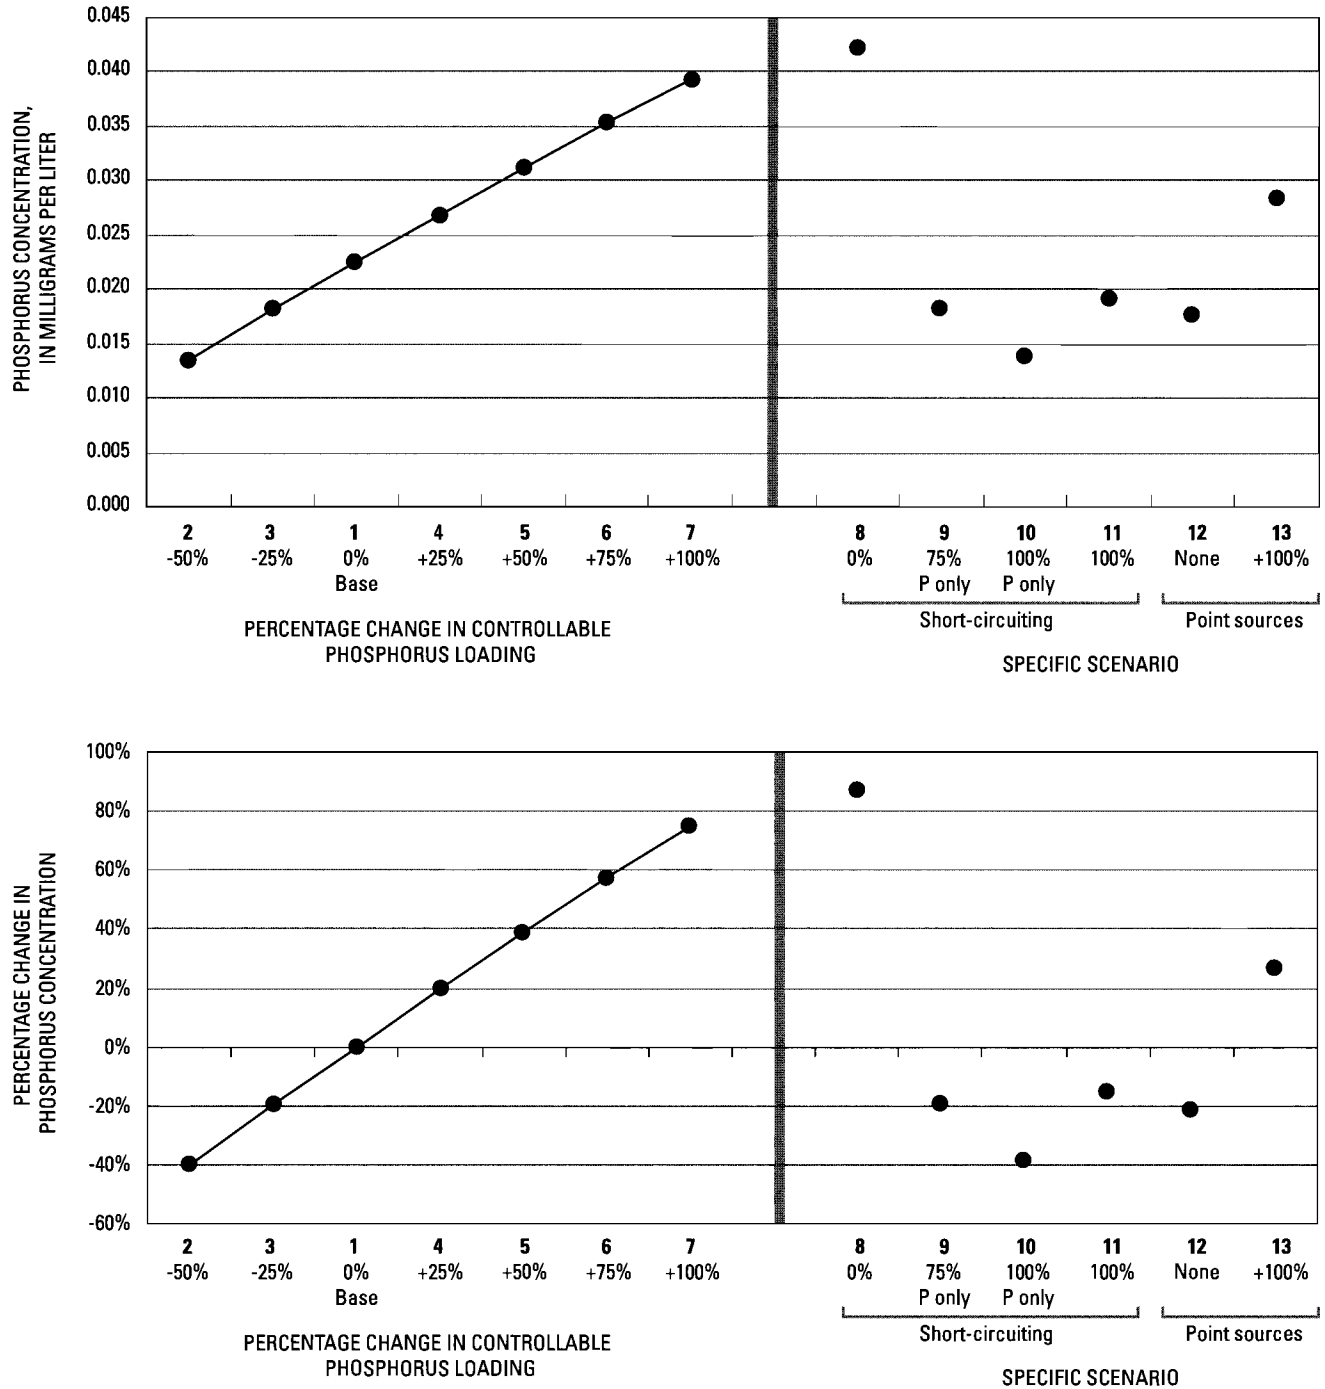 PHOSPHORUS CONCENTRATION,
IN MILLIGRAMS PER LITER
0.045
0.040
0.035
0.030
0.025
0.020
0.015
0.010
0.005
0.000
2 3 1 4 5 6 7 8 9 10 11 12 13
-50% -25% 0% +25% +50% +75% +100% 0% 75% 100% 100% None +100%
Base P only P only
Short-circuiting Point sources
PERCENTAGE CHANGE IN CONTROLLABLE
PHOSPHORUS LOADING
SPECIFIC SCENARIO
PERCENTAGE CHANGE IN
PHOSPHORUS CONCENTRATION
100%
80%
60%
40%
20%
0%
-20%
-40%
-60%
2 3 1 4 5 6 7 8 9 10 11 12 13
-50% -25% 0% +25% +50% +75% +100% 0% 75% 100% 100% None +100%
Base P only P only
Short-circuiting Point sources
PERCENTAGE CHANGE IN CONTROLLABLE
PHOSPHORUS LOADING
SPECIFIC SCENARIO